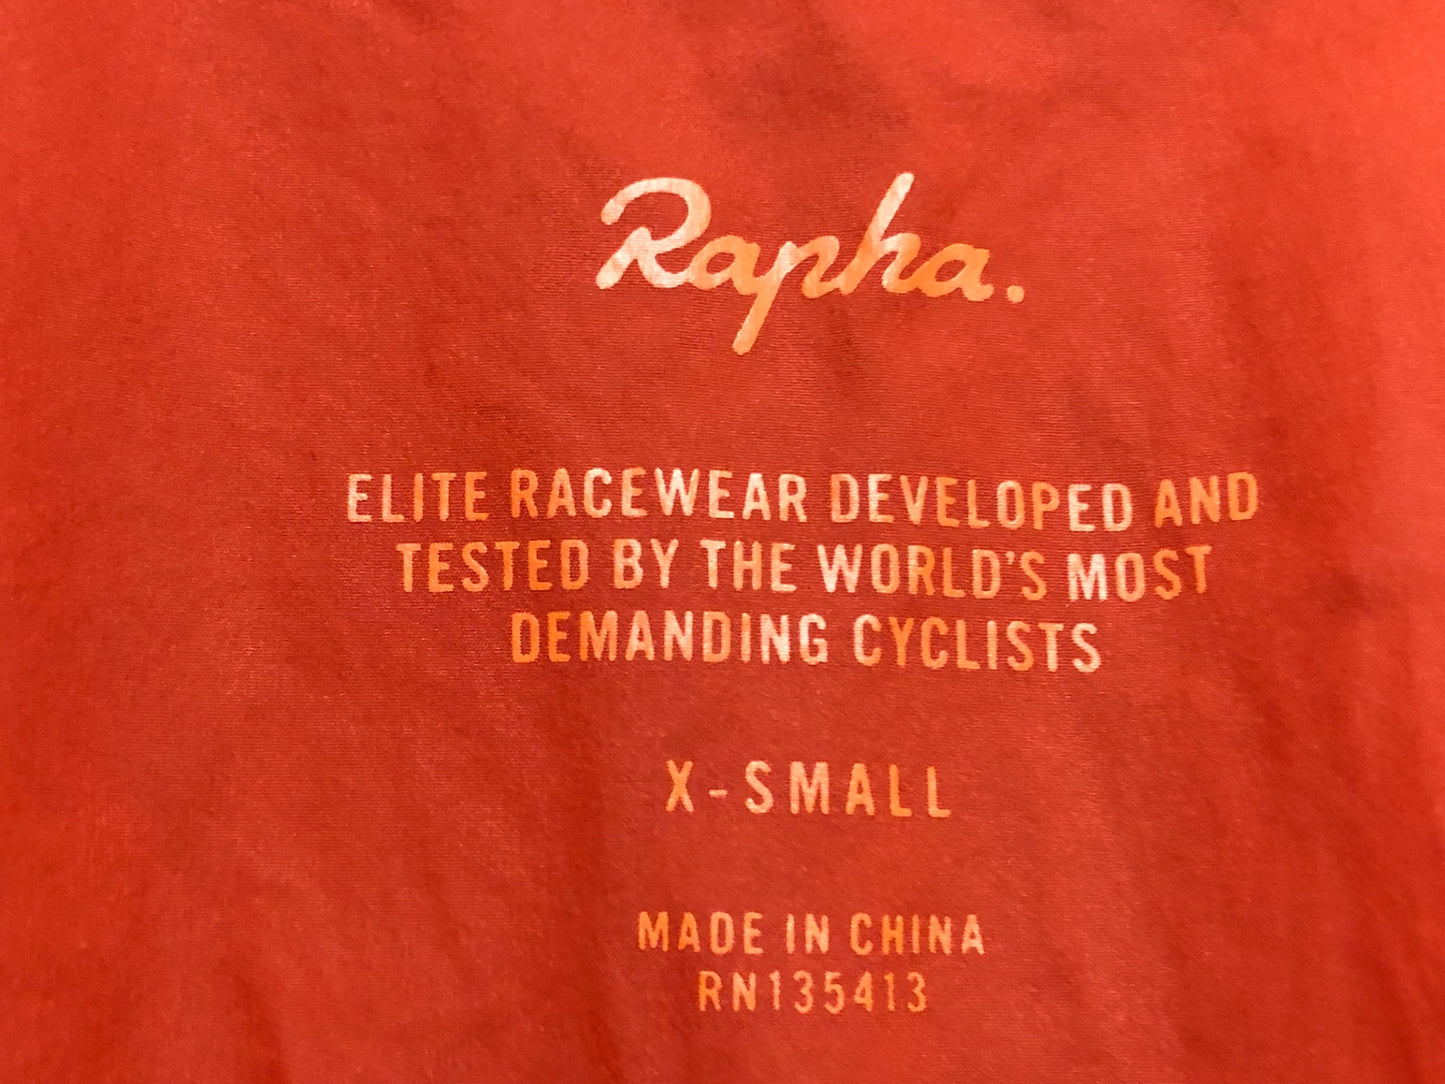 Rapha.
ELITE RACEWEAR DEVELOPED AND
TESTED BY THE WORLD'S MOST
DEMANDING CYCLISTS
X-SMALL
MADE IN CHINA
RN135413